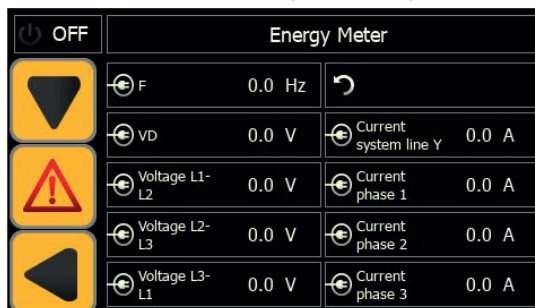 OFF
Energy Meter
F 0.0 Hz
VD 0.0 V
Current
system line Y 0.0 A
Voltage L1-
L2 0.0 V
Current
phase 1 0.0 A
Voltage L2-
L3 0.0 V
Current
phase 2 0.0 A
Voltage L3-
L1 0.0 V
Current
phase 3 0.0 A